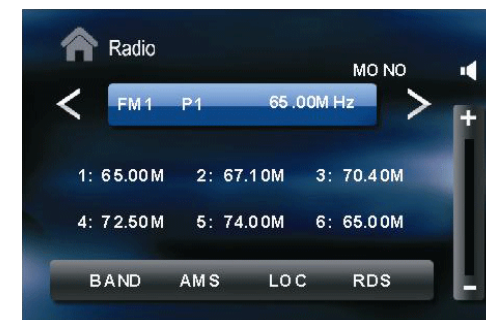 Radio
MO NO
< FM1 P1 65.00M Hz >
+
1: 65.00M 2: 67.10M 3: 70.40M
4: 72.50M 5: 74.00M 6: 65.00M
BAND AMS LOC RDS
-